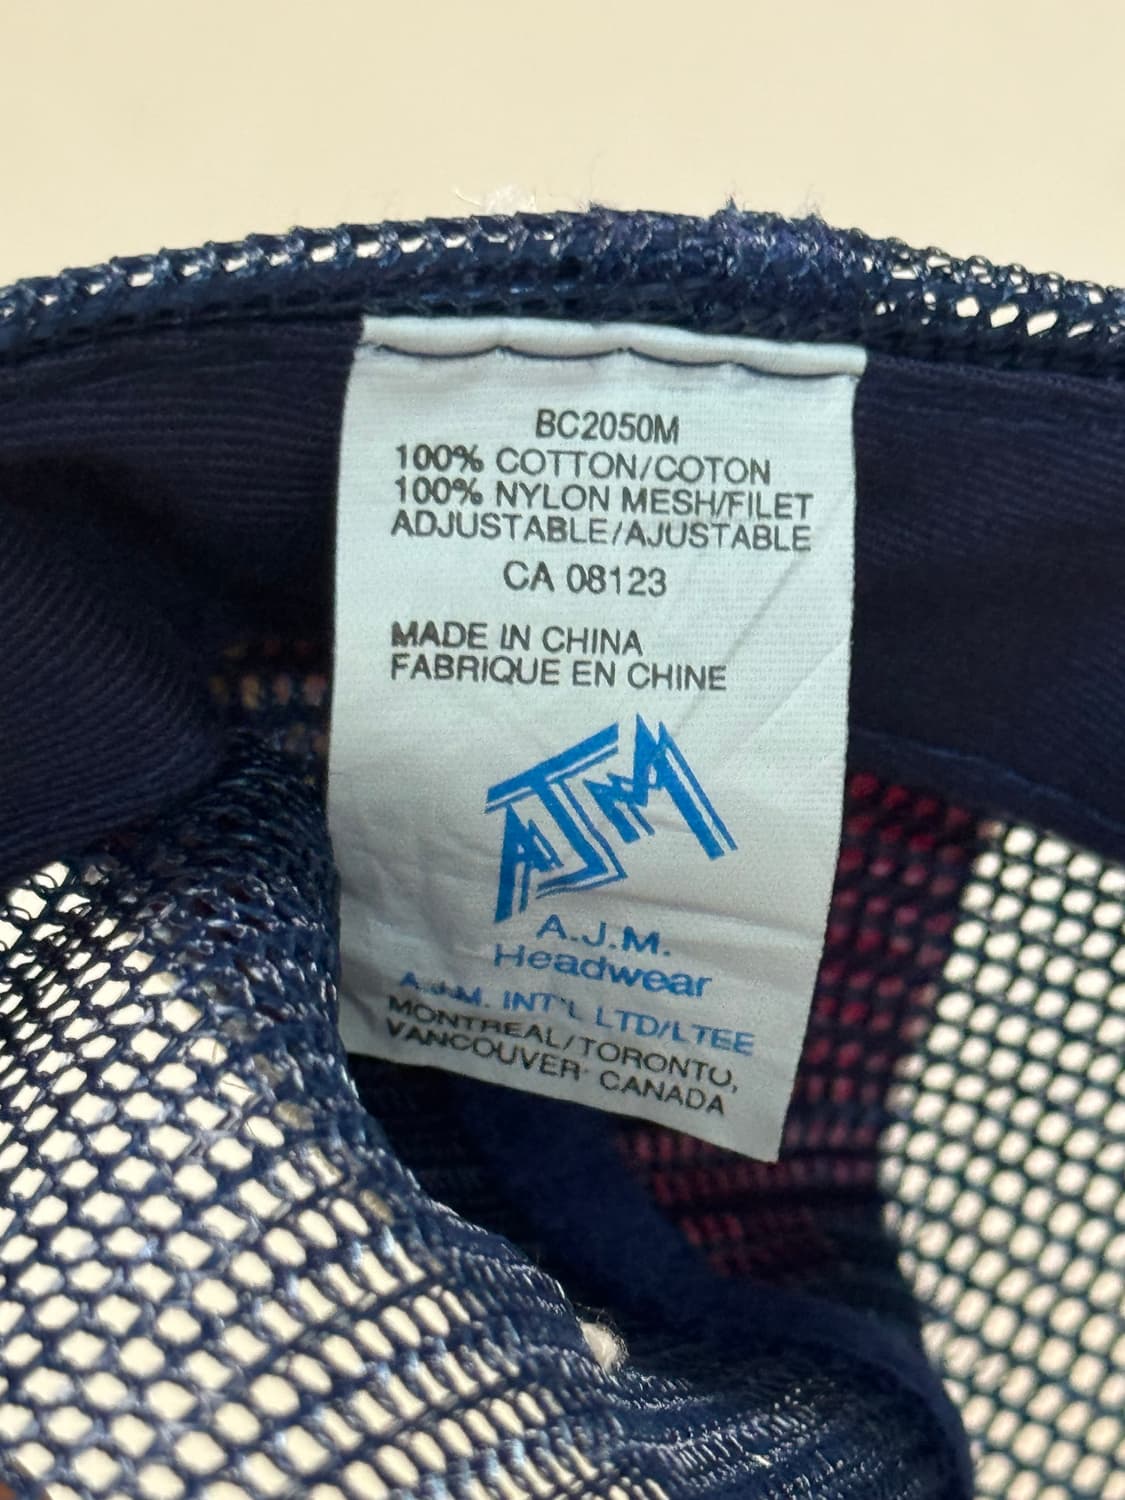 BC2050M
100% COTTON/COTON
100% NYLON MESH/FILET
ADJUSTABLE/AJUSTABLE
CA 08123
MADE IN CHINA
FABRIQUE EN CHINE
AJM
A.J.M.
Headwear
A.J.M. INT'L LTD/LTEE
MONTREAL/TORONTO,
VANCOUVER CANADA